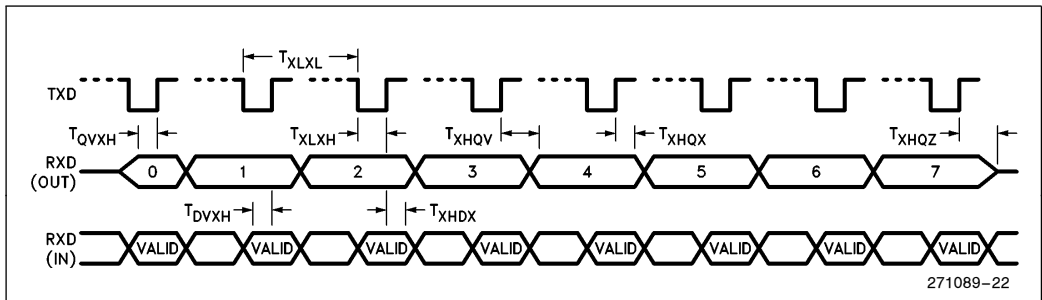 T_XLXL
TXD
T_QVXH T_XLXH T_XHQV T_XHQX T_XHQZ
RXD (OUT) 0 1 2 3 4 5 6 7
T_DVXH T_XHDX
RXD (IN) VALID VALID VALID VALID VALID VALID VALID VALID
271089–22